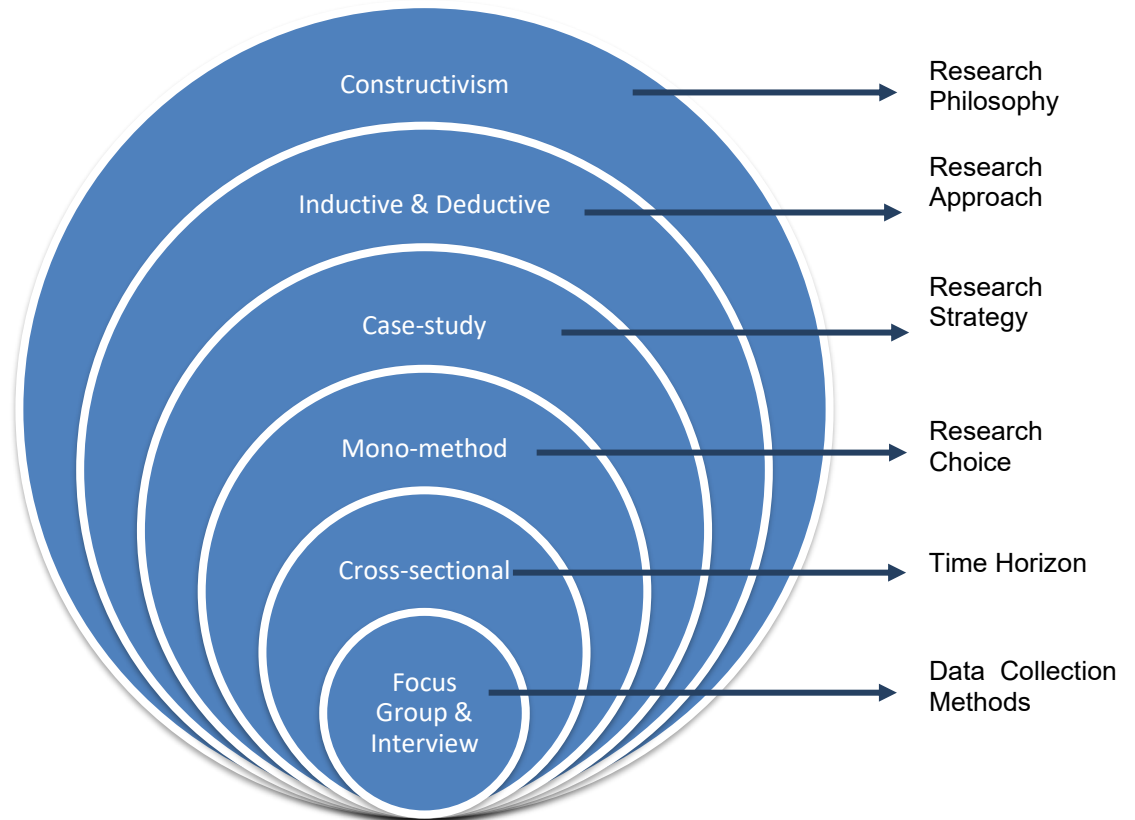 Constructivism
Research
Philosophy
Inductive & Deductive
Research
Approach
Case-study
Research
Strategy
Mono-method
Research
Choice
Cross-sectional
Time Horizon
Focus
Group &
Interview
Data Collection
Methods